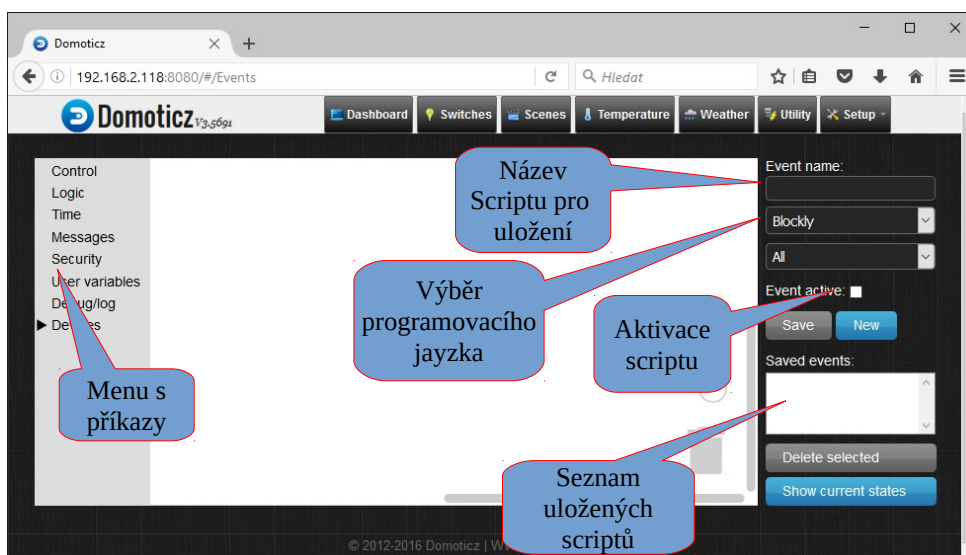 Domoticz
192.168.2.118:8080/#/Events
Hledat
Domoticz V3.5691
Dashboard
Switches
Scenes
Temperature
Weather
Utility
Setup
Control
Logic
Time
Messages
Security
User variables
Debug/log
Devices
Název
Scriptu pro
uložení
Výběr
programovacího
jayzka
Aktivace
scriptu
Menu s
příkazy
Seznam
uložených
scriptů
Event name:
Blockly
All
Event active:
Save
New
Saved events:
Delete selected
Show current states
© 2012-2016 Domoticz |